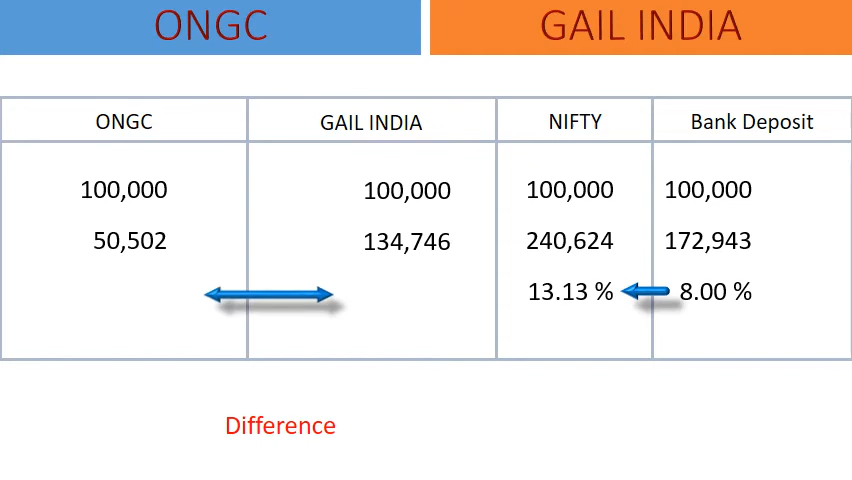 ONGC GAIL INDIA
ONGC GAIL INDIA NIFTY Bank Deposit
100,000 100,000 100,000 100,000
50,502 134,746 240,624 172,943
13.13 % 8.00 %
Difference